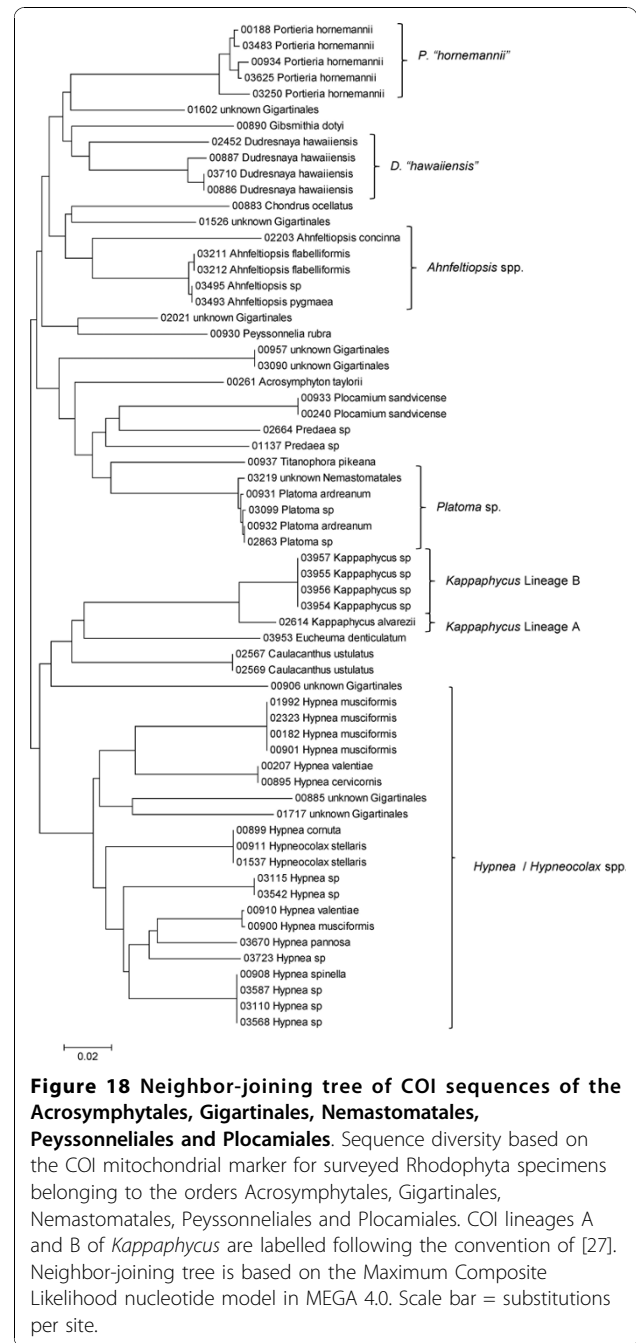 00188 Portieria hornemannii
03483 Portieria hornemannii
00934 Portieria hornemannii
03625 Portieria hornemannii
03250 Portieria hornemannii
P. "hornemannii"
01602 unknown Gigartinales
00890 Gibsmithia dotyi
02452 Dudresnaya hawaiiensis
00887 Dudresnaya hawaiiensis
03710 Dudresnaya hawaiiensis
00886 Dudresnaya hawaiiensis
D. "hawaiiensis"
00883 Chondrus ocellatus
01526 unknown Gigartinales
02203 Ahnfeltiopsis concinna
03211 Ahnfeltiopsis flabelliformis
03212 Ahnfeltiopsis flabelliformis
03495 Ahnfeltiopsis sp
03493 Ahnfeltiopsis pygmaea
Ahnfeltiopsis spp.
02021 unknown Gigartinales
00930 Peyssonnelia rubra
00957 unknown Gigartinales
03090 unknown Gigartinales
00261 Acrosymphyton taylorii
00933 Plocamium sandvicense
00240 Plocamium sandvicense
02664 Predaea sp
01137 Predaea sp
00937 Titanophora pikeana
03219 unknown Nemastomatales
00931 Platoma ardreanum
03099 Platoma sp
00932 Platoma ardreanum
02863 Platoma sp
Platoma sp.
03957 Kappaphycus sp
03955 Kappaphycus sp
03956 Kappaphycus sp
03954 Kappaphycus sp
Kappaphycus Lineage B
02614 Kappaphycus alvarezii
Kappaphycus Lineage A
03953 Eucheuma denticulatum
02567 Caulacanthus ustulatus
02569 Caulacanthus ustulatus
00906 unknown Gigartinales
01992 Hypnea musciformis
02323 Hypnea musciformis
00182 Hypnea musciformis
00901 Hypnea musciformis
00207 Hypnea valentiae
00895 Hypnea cervicornis
00885 unknown Gigartinales
01717 unknown Gigartinales
00899 Hypnea cornuta
00911 Hypneocolax stellaris
01537 Hypneocolax stellaris
Hypnea / Hypneocolax spp.
03115 Hypnea sp
03542 Hypnea sp
00910 Hypnea valentiae
00900 Hypnea musciformis
03670 Hypnea pannosa
03723 Hypnea sp
00908 Hypnea spinella
03587 Hypnea sp
03110 Hypnea sp
03568 Hypnea sp
0.02
Figure 18 Neighbor-joining tree of COI sequences of the
Acrosymphytales, Gigartinales, Nemastomatales,
Peyssonneliales and Plocamiales. Sequence diversity based on
the COI mitochondrial marker for surveyed Rhodophyta specimens
belonging to the orders Acrosymphytales, Gigartinales,
Nemastomatales, Peyssonneliales and Plocamiales. COI lineages A
and B of Kappaphycus are labelled following the convention of [27].
Neighbor-joining tree is based on the Maximum Composite
Likelihood nucleotide model in MEGA 4.0. Scale bar = substitutions
per site.